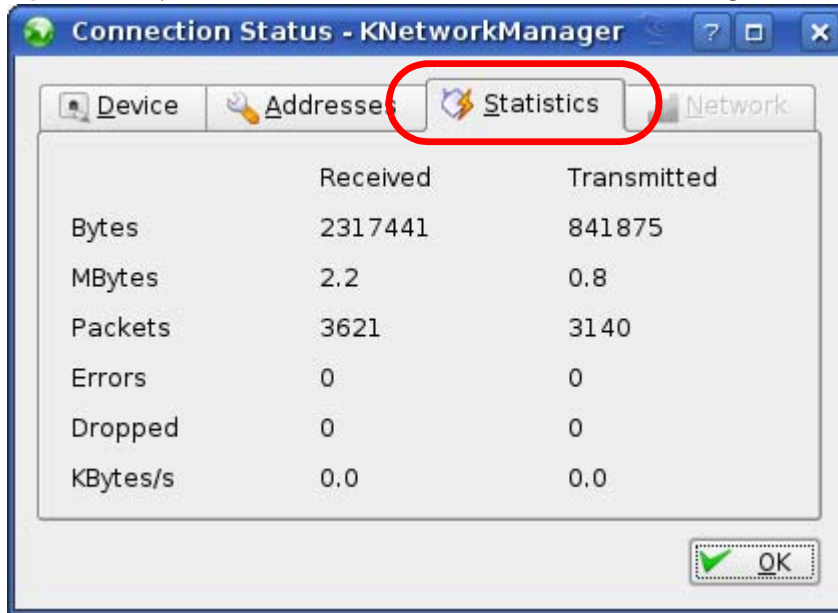 Connection Status - KNetworkManager
Device Addresses Statistics Network
Received Transmitted
Bytes 2317441 841875
MBytes 2.2 0.8
Packets 3621 3140
Errors 0 0
Dropped 0 0
KBytes/s 0.0 0.0
OK